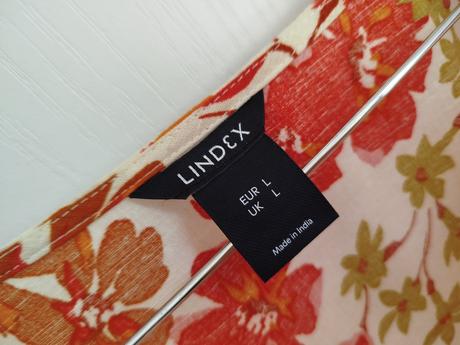 LINDEX
EUR L
UK L
Made in India